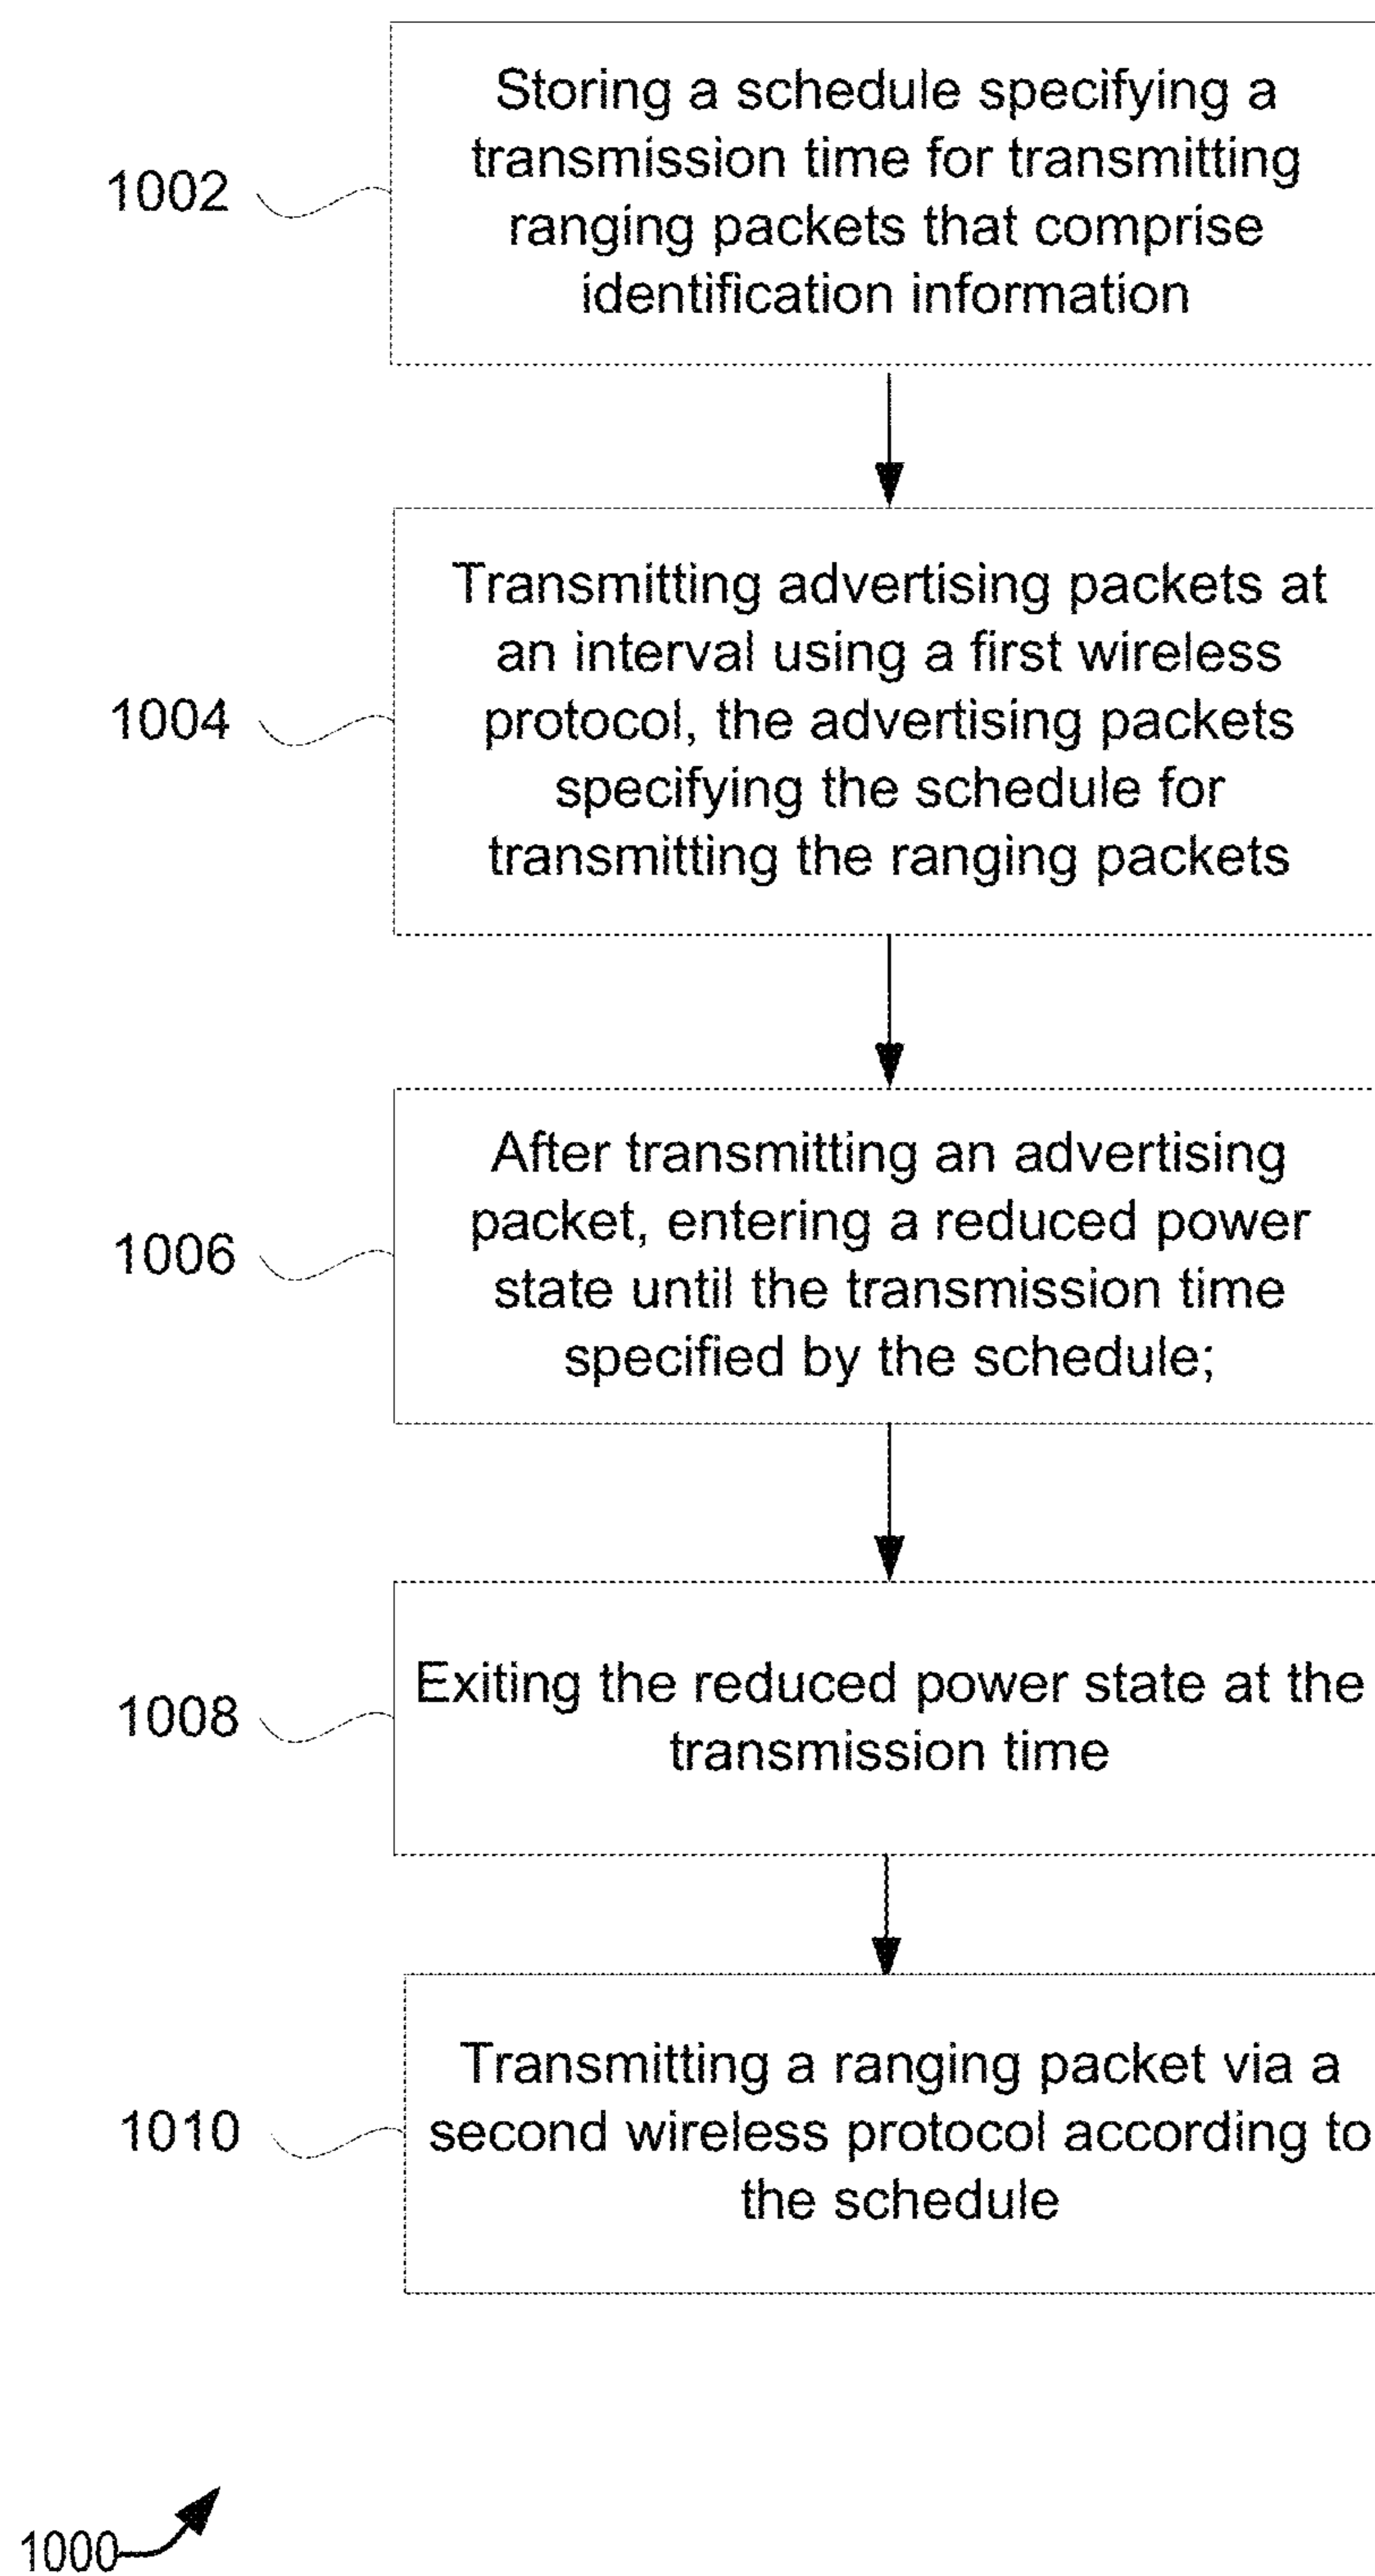 Storing a schedule specifying a
transmission time for transmitting
ranging packets that comprise
identification information
1002
Transmitting advertising packets at
an interval using a first wireless
protocol, the advertising packets
specifying the schedule for
transmitting the ranging packets
1004
After transmitting an advertising
packet, entering a reduced power
state until the transmission time
specified by the schedule;
1006
Exiting the reduced power state at the
transmission time
1008
Transmitting a ranging packet via a
second wireless protocol according to
the schedule
1010
1000